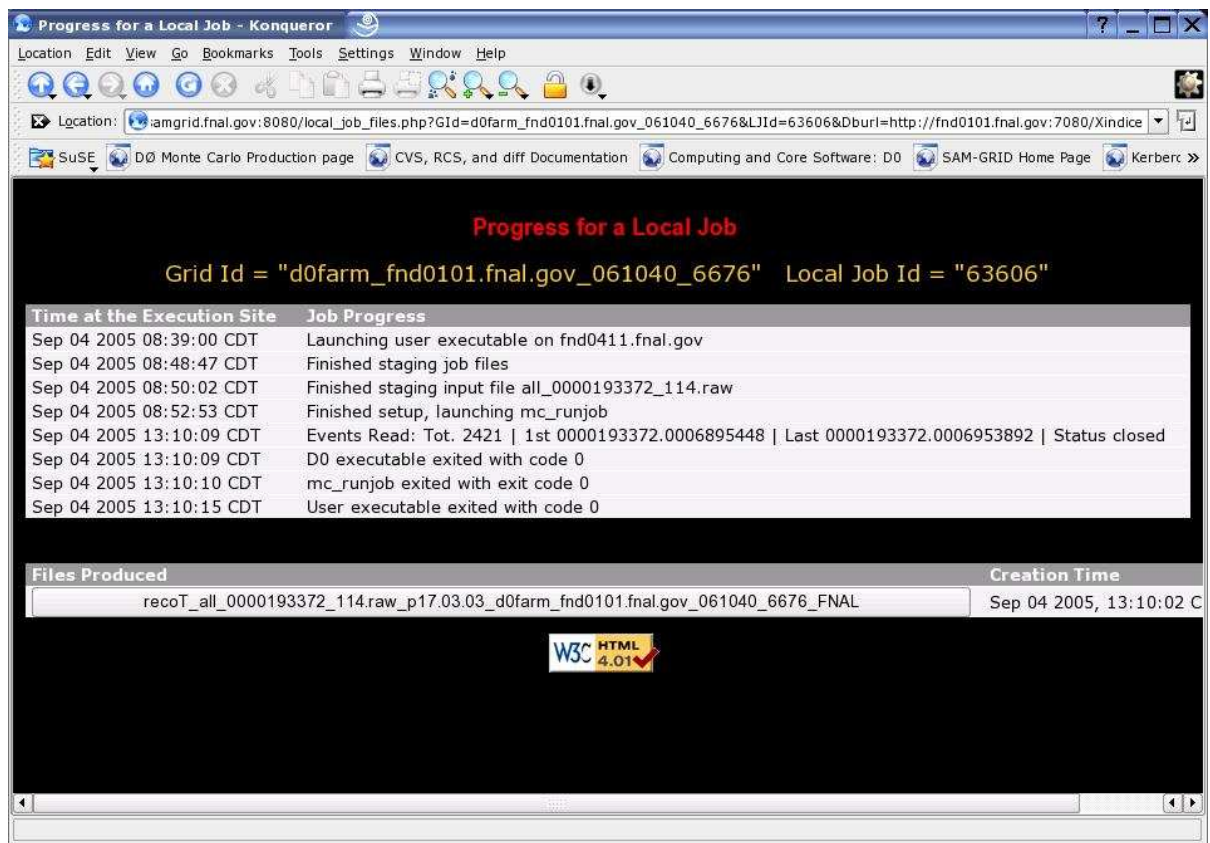 Progress for a Local Job - Konqueror
Location Edit View Go Bookmarks Tools Settings Window Help
Location: amgrid.fnal.gov:8080/local_job_files.php?GId=d0farm_fnd0101.fnal.gov_061040_6676&LJId=63606&Dburl=http://fnd0101.fnal.gov:7080/Xindice
SuSE DØ Monte Carlo Production page CVS, RCS, and diff Documentation Computing and Core Software: D0 SAM-GRID Home Page Kerberc »
Progress for a Local Job
Grid Id = "d0farm_fnd0101.fnal.gov_061040_6676" Local Job Id = "63606"
Time at the Execution Site Job Progress
Sep 04 2005 08:39:00 CDT Launching user executable on fnd0411.fnal.gov
Sep 04 2005 08:48:47 CDT Finished staging job files
Sep 04 2005 08:50:02 CDT Finished staging input file all_0000193372_114.raw
Sep 04 2005 08:52:53 CDT Finished setup, launching mc_runjob
Sep 04 2005 13:10:09 CDT Events Read: Tot. 2421 | 1st 0000193372.0006895448 | Last 0000193372.0006953892 | Status closed
Sep 04 2005 13:10:09 CDT D0 executable exited with code 0
Sep 04 2005 13:10:10 CDT mc_runjob exited with exit code 0
Sep 04 2005 13:10:15 CDT User executable exited with code 0
Files Produced Creation Time
recoT_all_0000193372_114.raw_p17.03.03_d0farm_fnd0101.fnal.gov_061040_6676_FNAL Sep 04 2005, 13:10:02 C
W3C HTML 4.01